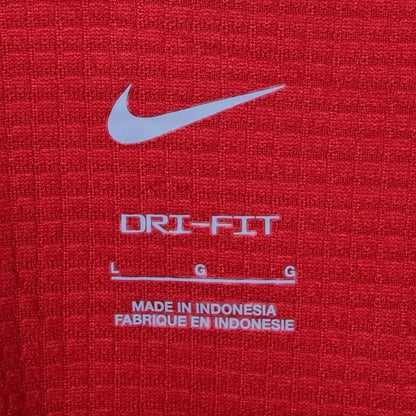 DRI-FIT
L G G
MADE IN INDONESIA
FABRIQUE EN INDONESIE